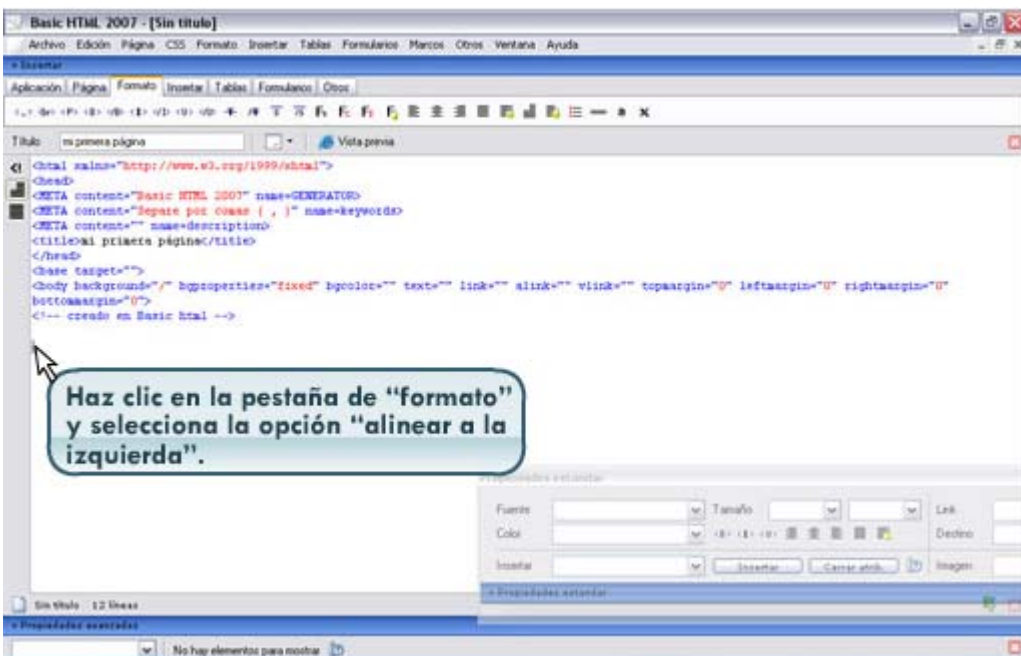 Basic HTML 2007 - [Sin título]
Archivo Edición Página CSS Formato Insertar Tablas Formularios Marcos Otros Ventana Ayuda
Insertar
Aplicación Página Formato Insertar Tablas Formularios Otros
Título mi primera página Vista previa
<html xmlns="http://www.w3.org/1999/xhtml">
<head>
<META content="Basic HTML 2007" name=GENERATOR>
<META content="Separe por comas ( , )" name=keywords>
<META content="" name=description>
<title>mi primera página</title>
</head>
<base target="">
<body background="/" bgproperties="fixed" bgcolor="" text="" link="" alink="" vlink="" topmargin="0" leftmargin="0" rightmargin="0"
bottommargin="0">
<!-- creado en Basic html -->
Haz clic en la pestaña de “formato”
y selecciona la opción “alinear a la
izquierda”.
Propiedades estandar
Fuente Tamaño Link
Color Destino
Insertar Insertar Cerrar atrib. Imagen
Propiedades estandar
Sin título 12 líneas
Propiedades avanzadas
No hay elementos para mostrar